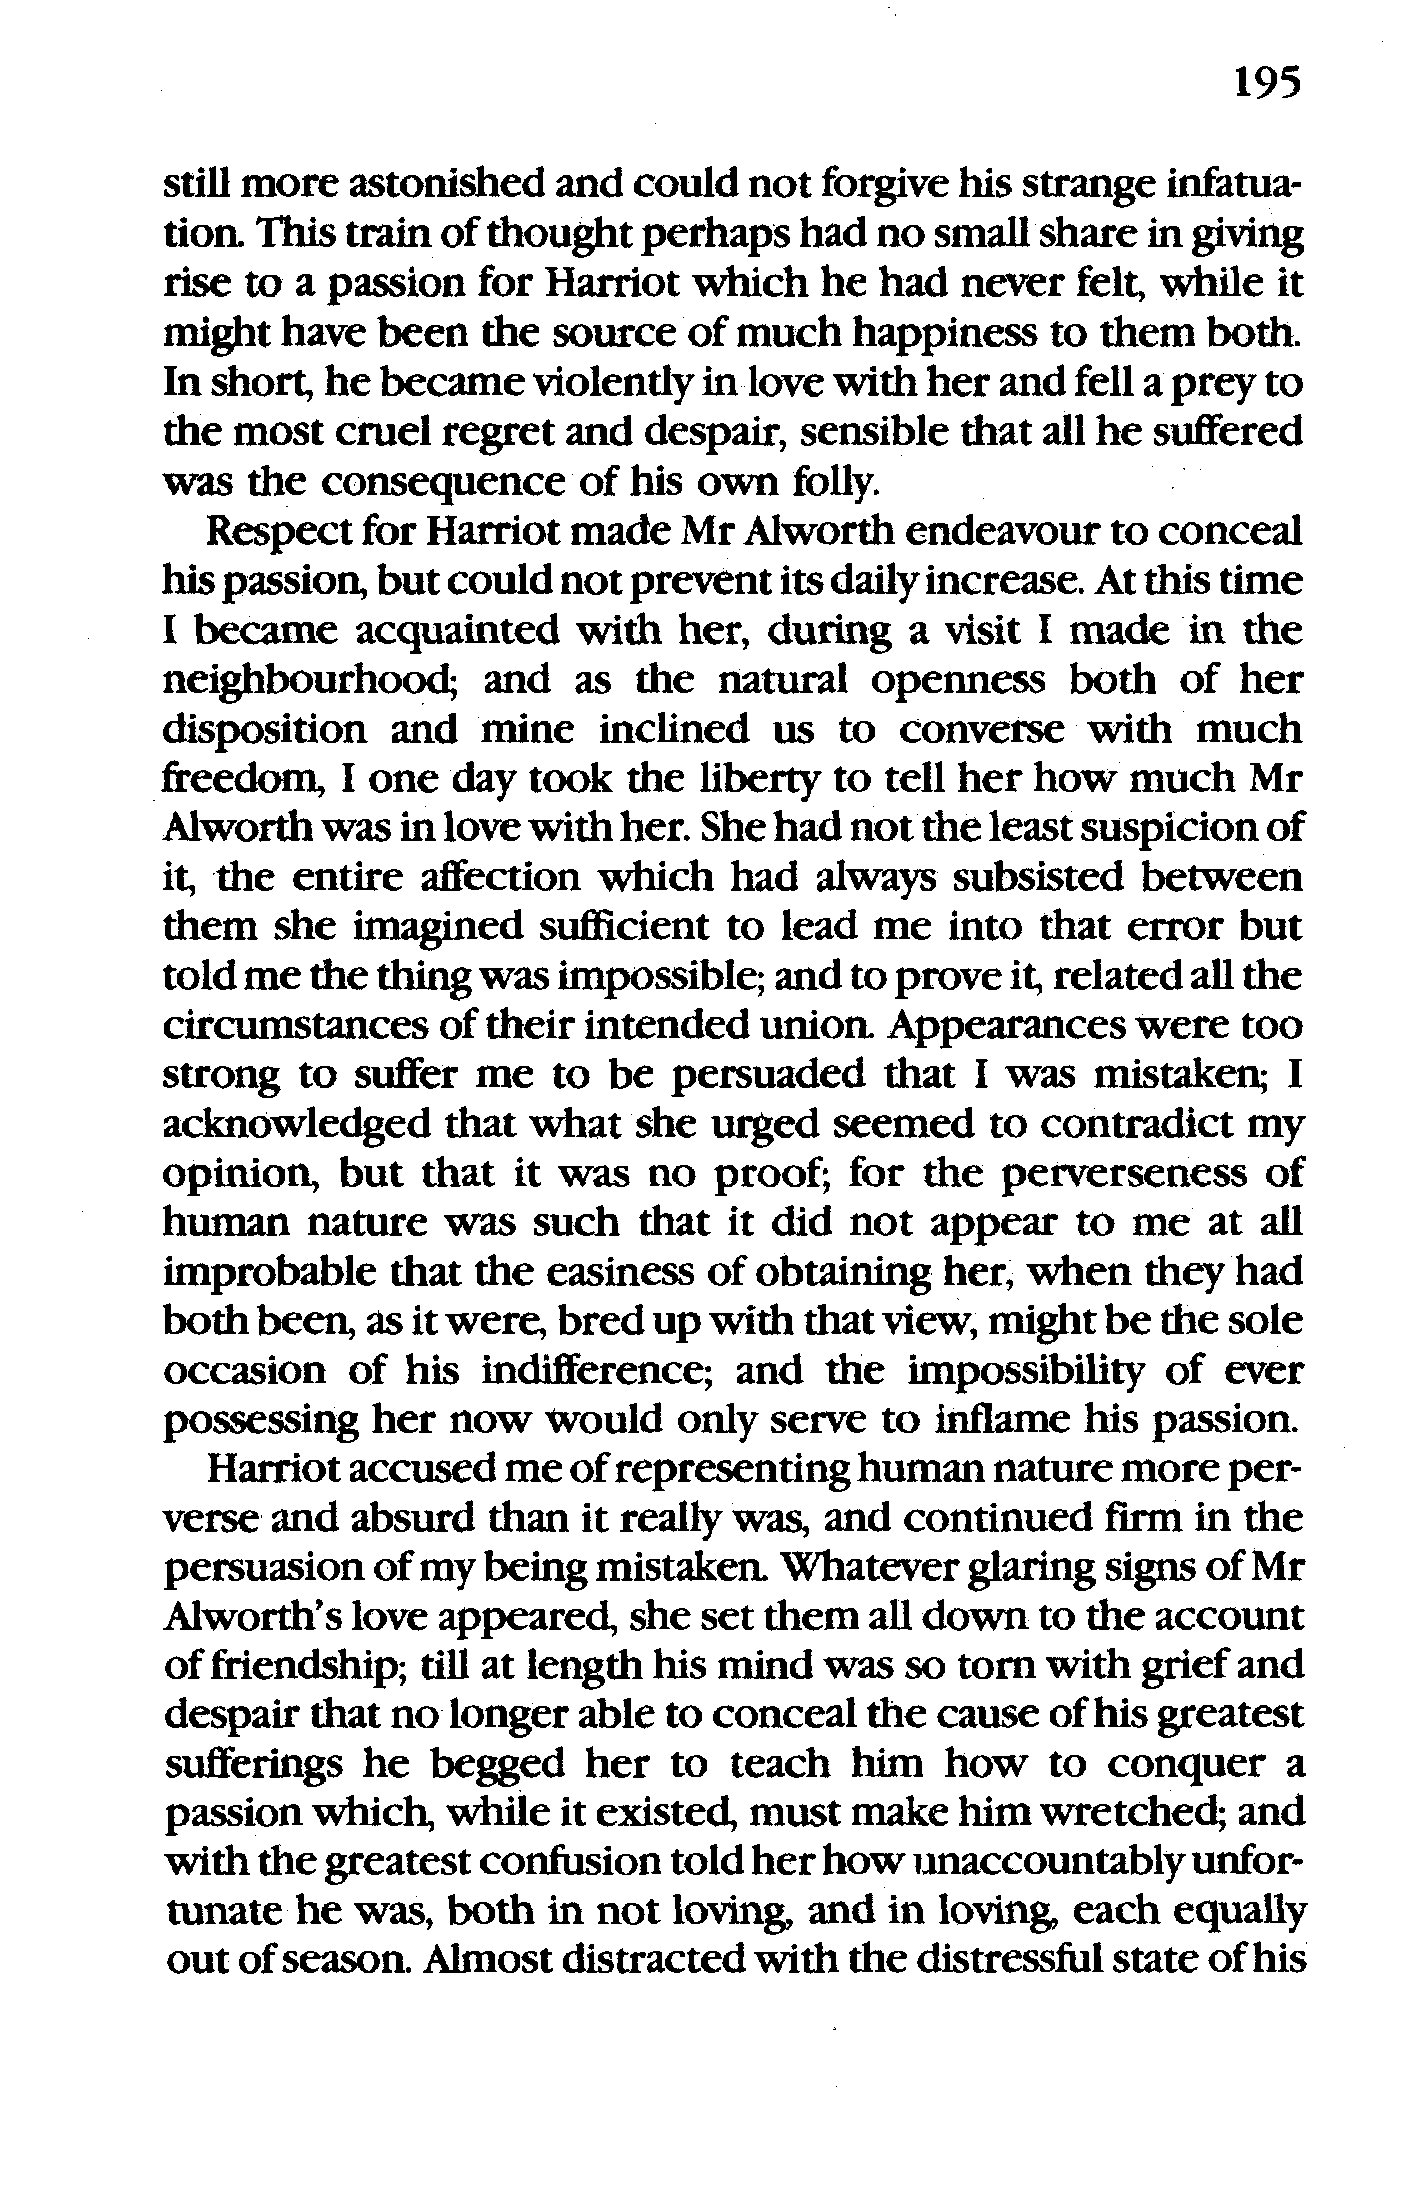 195
still more astonished and could not forgive his strange infatua-
tion. This train of thought perhaps had no small share in giving
rise to a passion for Harriot which he had never felt, while it
might have been the source of much happiness to them both.
In short, he became violently in love with her and fell a prey to
the most cruel regret and despair, sensible that all he suffered
was the consequence of his own folly.
Respect for Harriot made Mr Alworth endeavour to conceal
his passion, but could not prevent its daily increase. At this time
I became acquainted with her, during a visit I made in the
neighbourhood; and as the natural openness both of her
disposition and mine inclined us to converse with much
freedom, I one day took the liberty to tell her how much Mr
Alworth was in love with her. She had not the least suspicion of
it, the entire affection which had always subsisted between
them she imagined sufficient to lead me into that error but
told me the thing was impossible; and to prove it, related all the
circumstances of their intended union. Appearances were too
strong to suffer me to be persuaded that I was mistaken; I
acknowledged that what she urged seemed to contradict my
opinion, but that it was no proof; for the perverseness of
human nature was such that it did not appear to me at all
improbable that the easiness of obtaining her, when they had
both been, as it were, bred up with that view, might be the sole
occasion of his indifference; and the impossibility of ever
possessing her now would only serve to inflame his passion.
Harriot accused me of representing human nature more per-
verse and absurd than it really was, and continued firm in the
persuasion of my being mistaken. Whatever glaring signs of Mr
Alworth's love appeared, she set them all down to the account
of friendship; till at length his mind was so torn with grief and
despair that no longer able to conceal the cause of his greatest
sufferings he begged her to teach him how to conquer a
passion which, while it existed, must make him wretched; and
with the greatest confusion told her how unaccountably unfor-
tunate he was, both in not loving, and in loving, each equally
out of season. Almost distracted with the distressful state of his